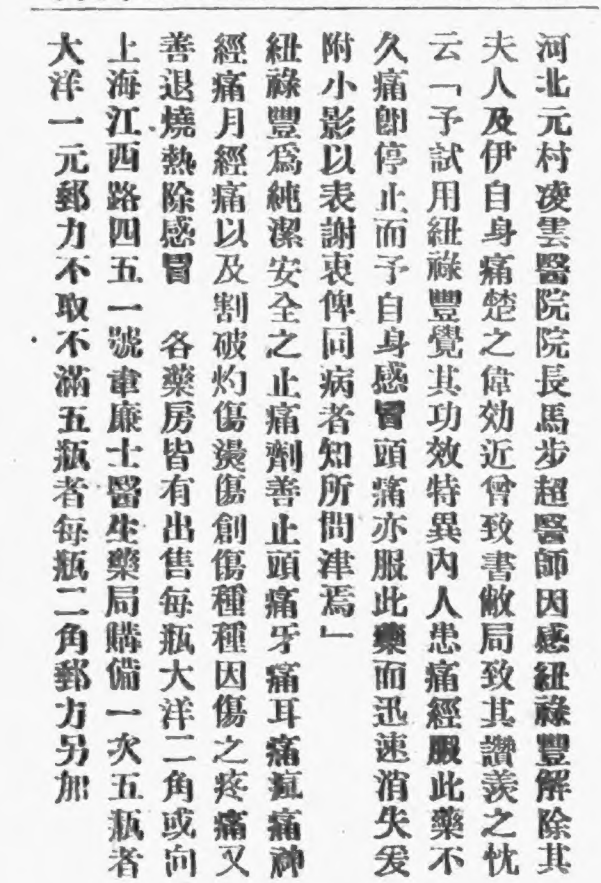 河北元村凌雲醫院院長馬步超醫師因感紐祿豐解除其
夫人及伊自身痛楚之偉効近曾致書敝局致其讚羡之忱
云「予試用紐祿豐覺其功效特異內人患痛經服此藥不
久痛卽停止而予自身感冒頭痛亦服此藥而迅速消失爰
附小影以表謝衷俾同病者知所問津焉」
紐祿豐爲純潔安全之止痛劑善止頭痛牙痛耳痛瘋痛神
經痛月經痛以及割破灼傷燙傷創傷種種因傷之疼痛又
善退燒熱除感冒　各藥房皆有出售每瓶大洋二角或向
上海江西路四五一號韋廉士醫生藥局購備一次五瓶者
大洋一元郵力不取不滿五瓶者每瓶二角郵力另加